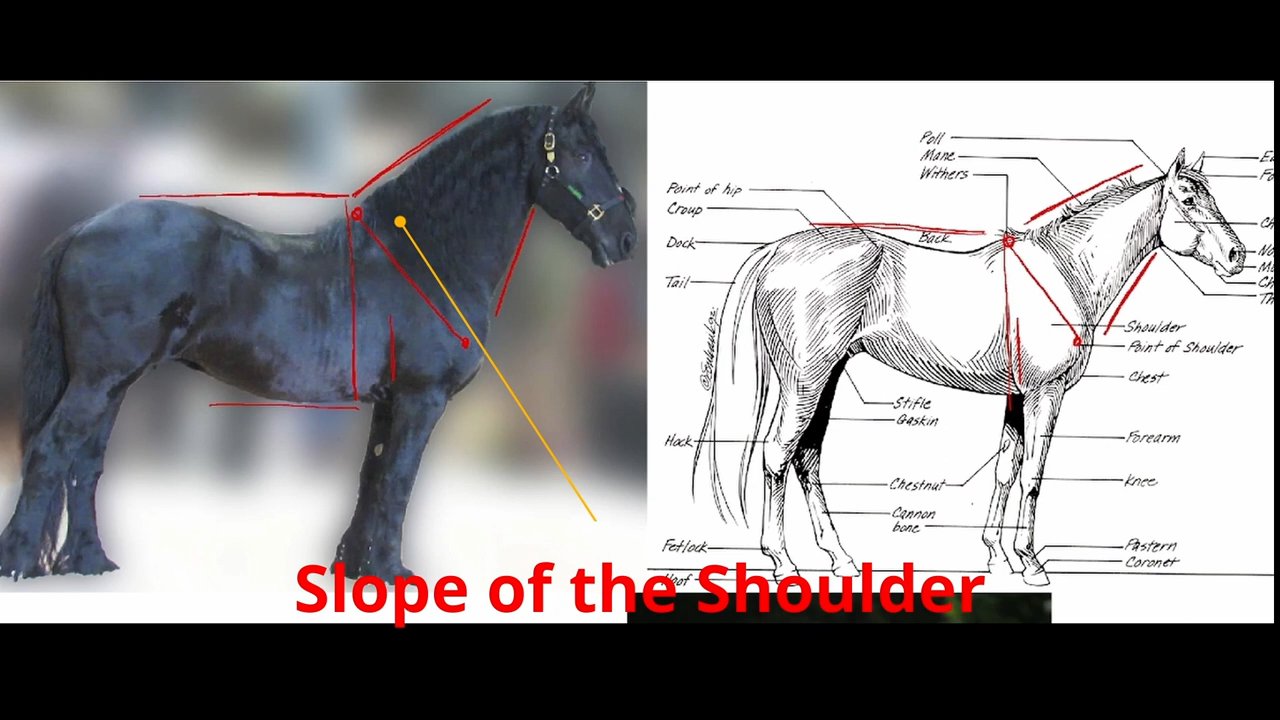 Poll
Mane
Withers
Point of hip
Croup
Dock
Back
Tail
Shoulder
Point of Shoulder
Chest
Stifle
Gaskin
Hock
Forearm
Chestnut
Knee
Cannon
bone
Fetlock
Pastern
Coronet
Hoof
Slope of the Shoulder